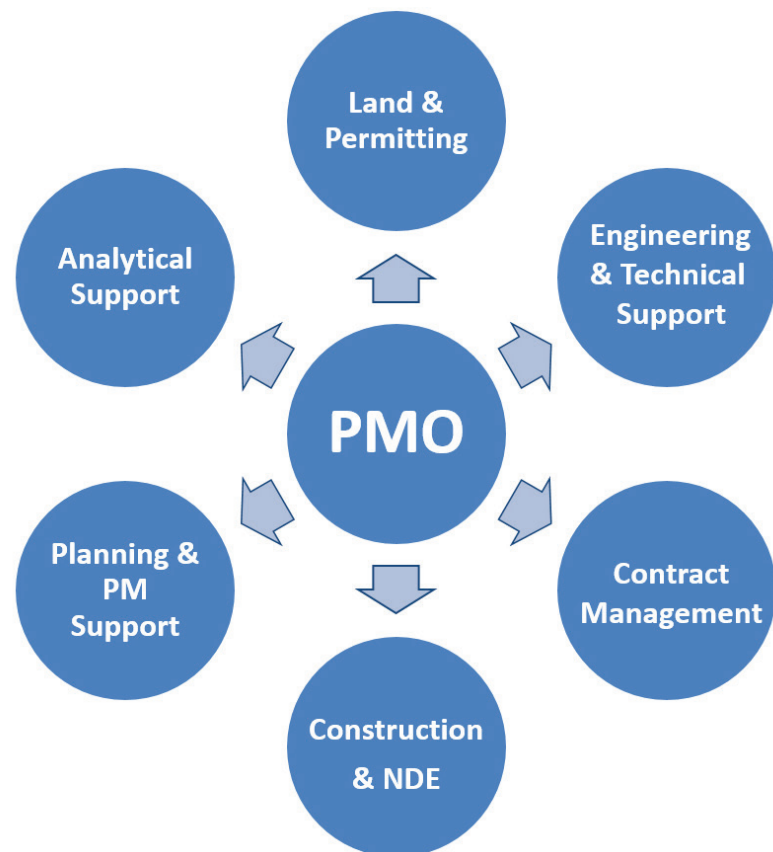 Land &
Permitting
Engineering
& Technical
Support
Analytical
Support
PMO
Planning &
PM
Support
Contract
Management
Construction
& NDE